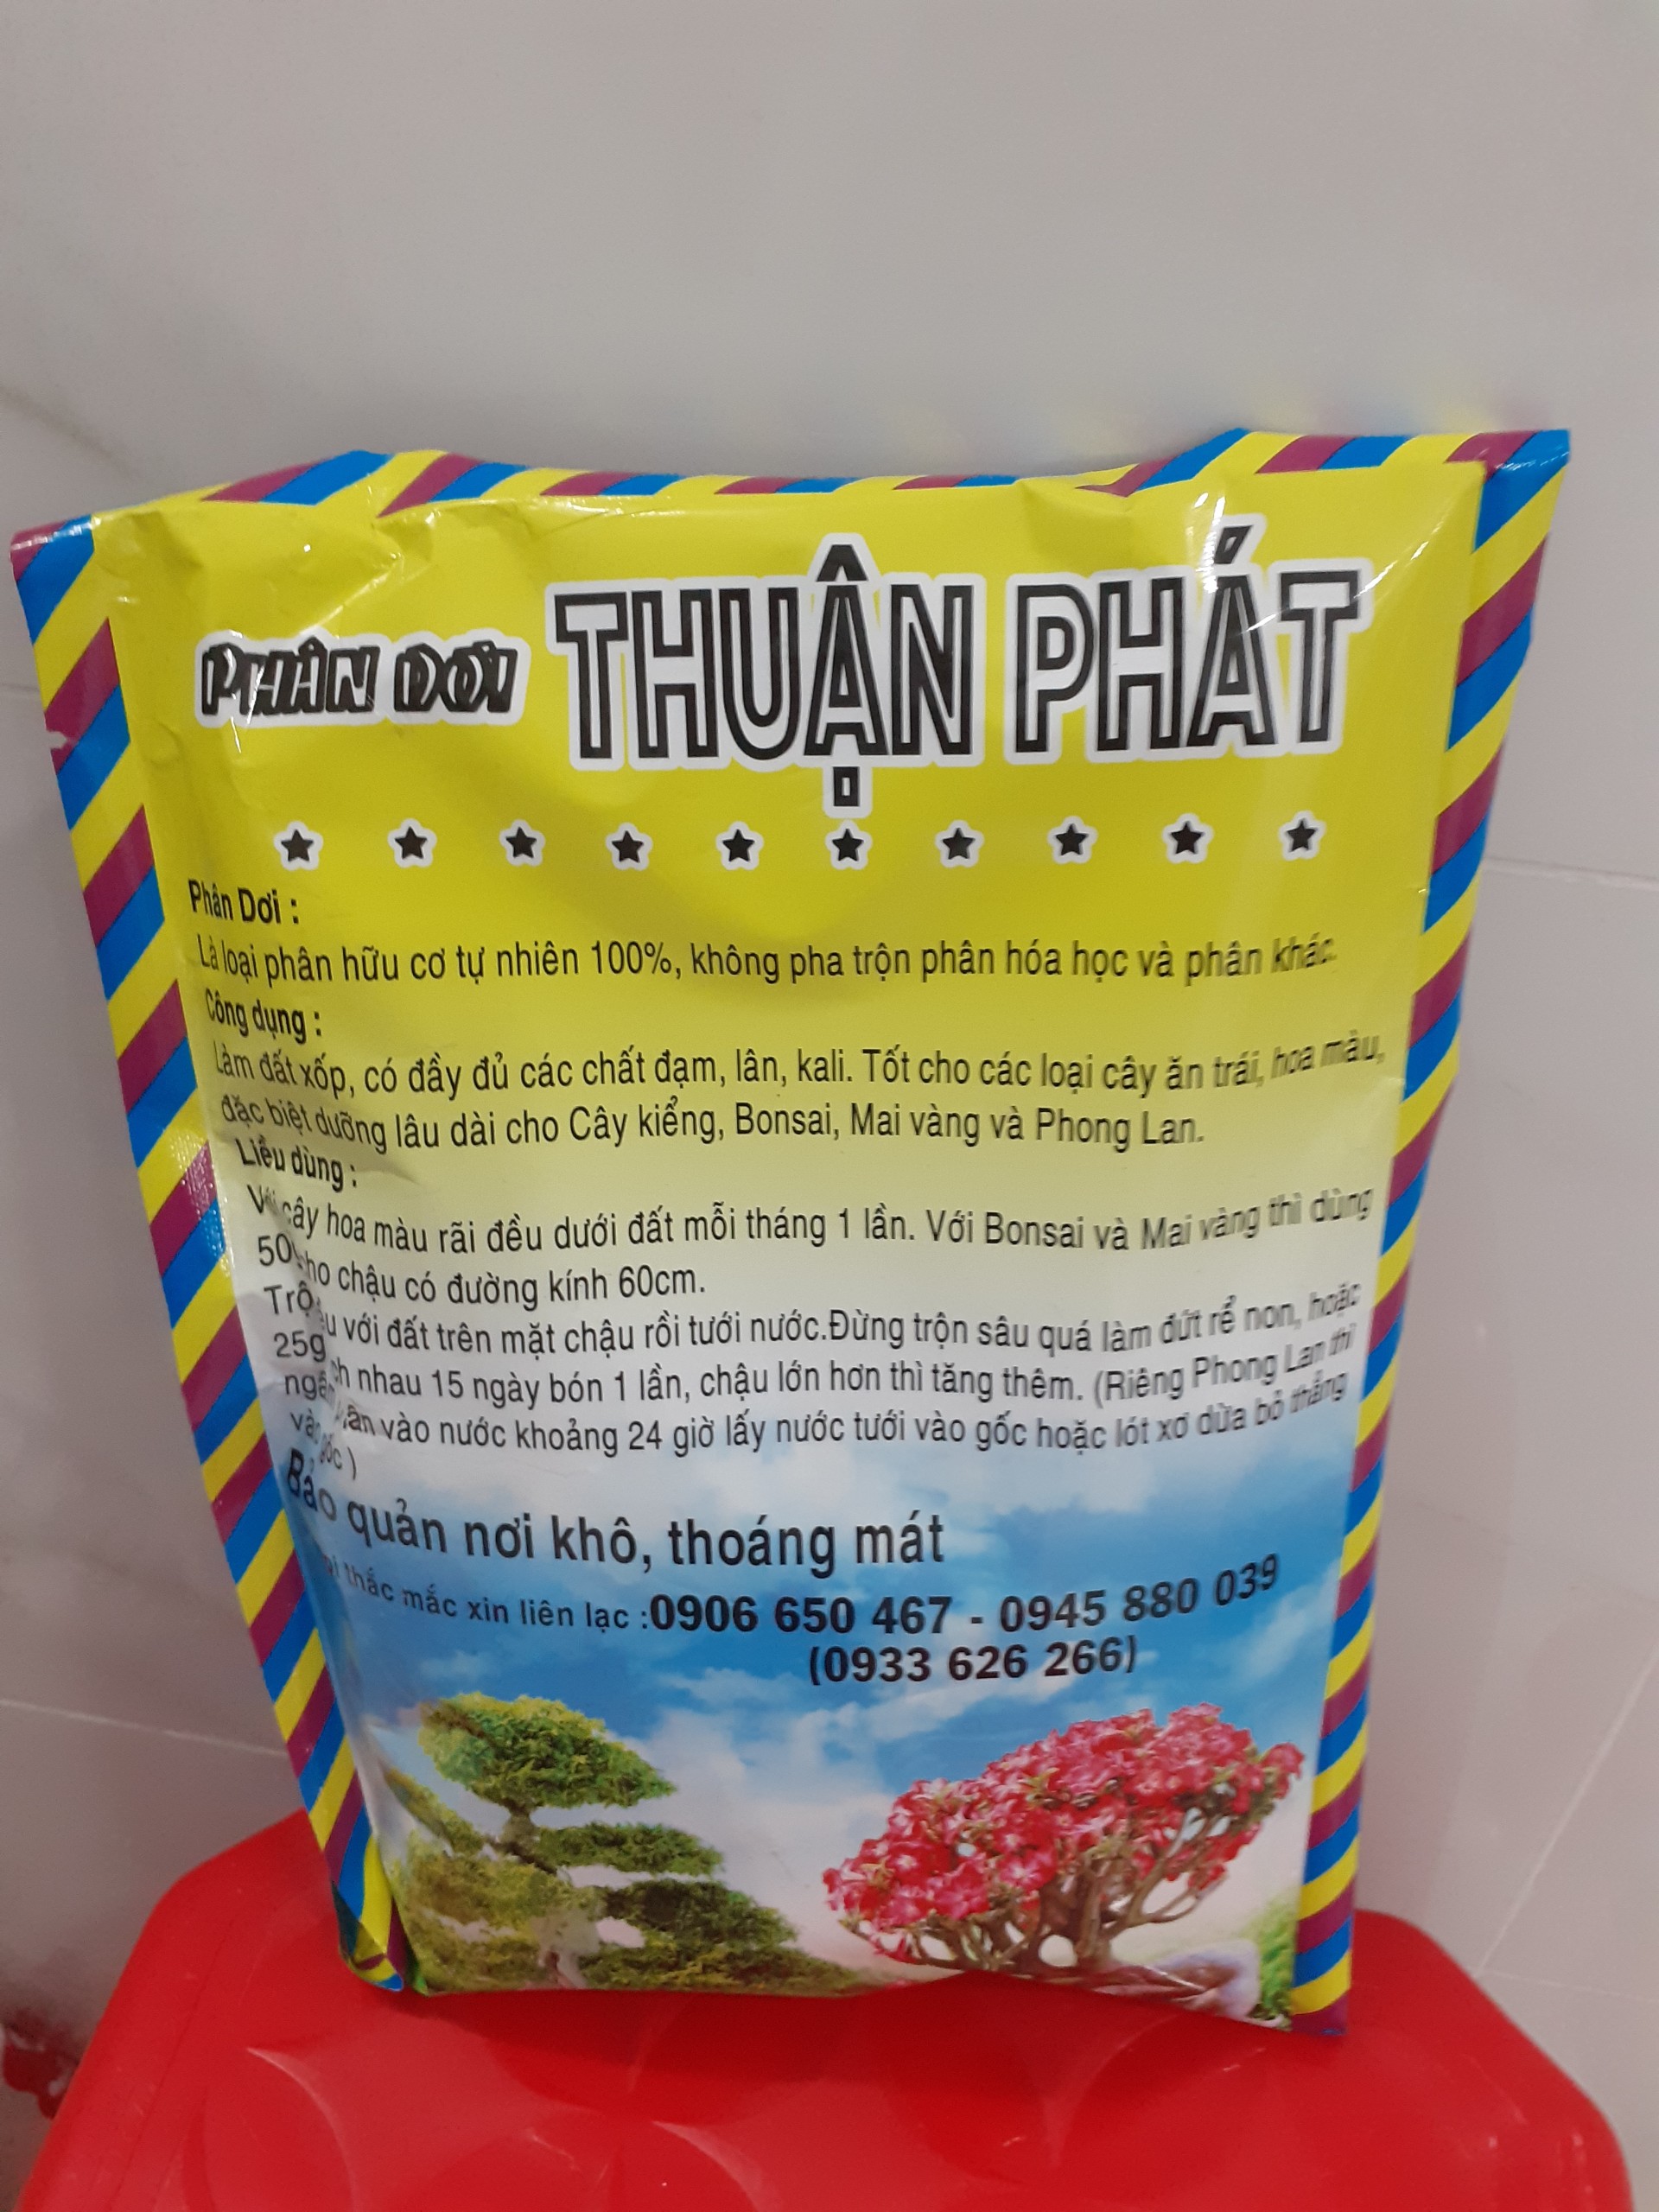 PHÂN DƠI THUẬN PHÁT
Phân Dơi :
Là loại phân hữu cơ tự nhiên 100%, không pha trộn phân hóa học và phân khác.
Công dụng :
Làm đất xốp, có đầy đủ các chất đạm, lân, kali. Tốt cho các loại cây ăn trái, hoa màu,
đặc biệt dưỡng lâu dài cho Cây kiểng, Bonsai, Mai vàng và Phong Lan.
Liều dùng :
Với cây hoa màu rãi đều dưới đất mỗi tháng 1 lần. Với Bonsai và Mai vàng thì dùng
cho chậu có đường kính 60cm.
với đất trên mặt chậu rồi tưới nước.Đừng trộn sâu quá làm đứt rể non, hoặc
25g nhau 15 ngày bón 1 lần, chậu lớn hơn thì tăng thêm. (Riêng Phong Lan thì
vào nước khoảng 24 giờ lấy nước tưới vào gốc hoặc lót xơ dừa bỏ thẳng
gốc )
Bảo quản nơi khô, thoáng mát
thắc mắc xin liên lạc :0906 650 467 - 0945 880 039
(0933 626 266)